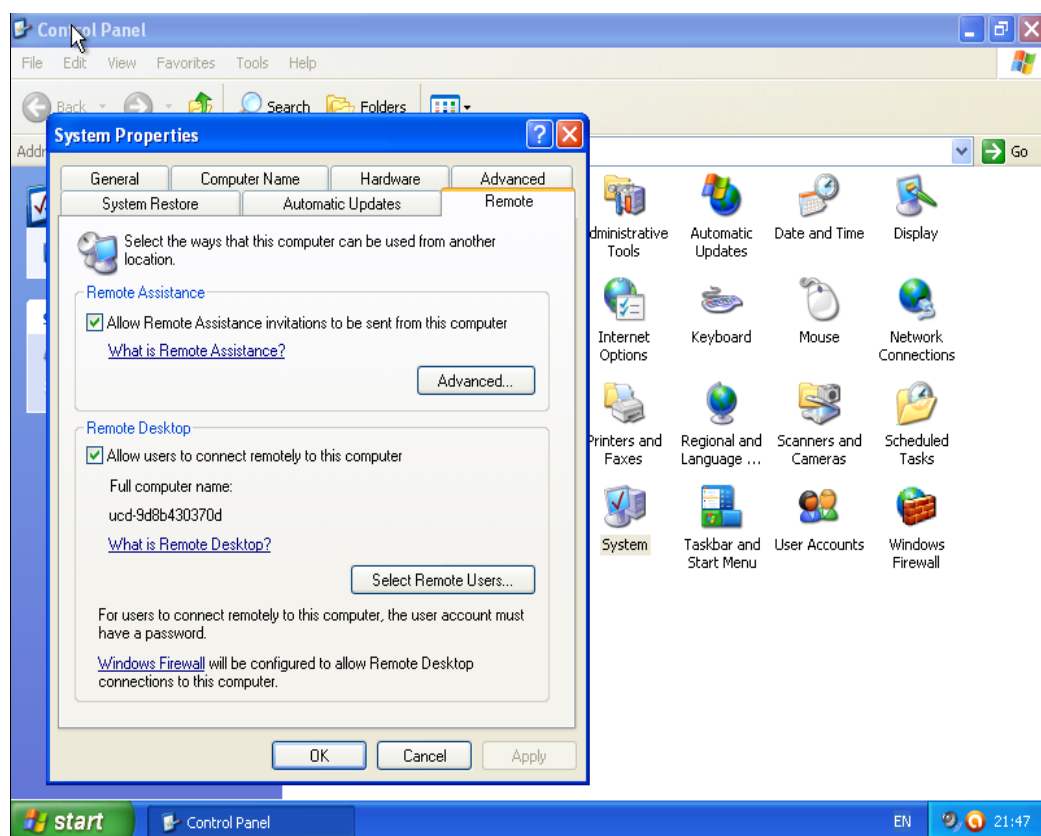 Control Panel
File Edit View Favorites Tools Help
Back Search Folders
Addr Go
System Properties
General Computer Name Hardware Advanced
System Restore Automatic Updates Remote
Select the ways that this computer can be used from another
location.
Remote Assistance
Allow Remote Assistance invitations to be sent from this computer
What is Remote Assistance?
Advanced...
Remote Desktop
Allow users to connect remotely to this computer
Full computer name:
ucd-9d8b430370d
What is Remote Desktop?
Select Remote Users...
For users to connect remotely to this computer, the user account must
have a password.
Windows Firewall will be configured to allow Remote Desktop
connections to this computer.
OK Cancel Apply
dministrative
Tools
Automatic
Updates
Date and Time
Display
Internet
Options
Keyboard
Mouse
Network
Connections
Printers and
Faxes
Regional and
Language ...
Scanners and
Cameras
Scheduled
Tasks
System
Taskbar and
Start Menu
User Accounts
Windows
Firewall
start Control Panel EN 21:47